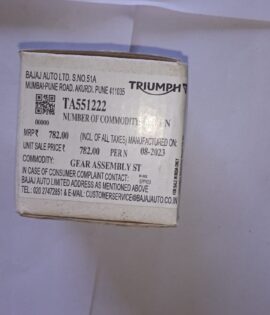 BAJAJ AUTO LTD. S.NO.51A
MUMBAI-PUNE ROAD, AKURDI, PUNE 411035
TRIUMPH
TA551222
00000
NUMBER OF COMMODITY: N
MRP ₹ 782.00 (INCL. OF ALL TAXES) MANUFACTURED ON:
UNIT SALE PRICE ₹ 782.00 PER N 08-2023
COMMODITY: GEAR ASSEMBLY ST
IN CASE OF CONSUMER COMPLAINT CONTACT:
BAJAJ AUTO LIMITED ADDRESS AS MENTIONED ABOVE
TEL: 020 27472851 & E-MAIL: CUSTOMERSERVICE@BAJAJAUTO.CO.IN